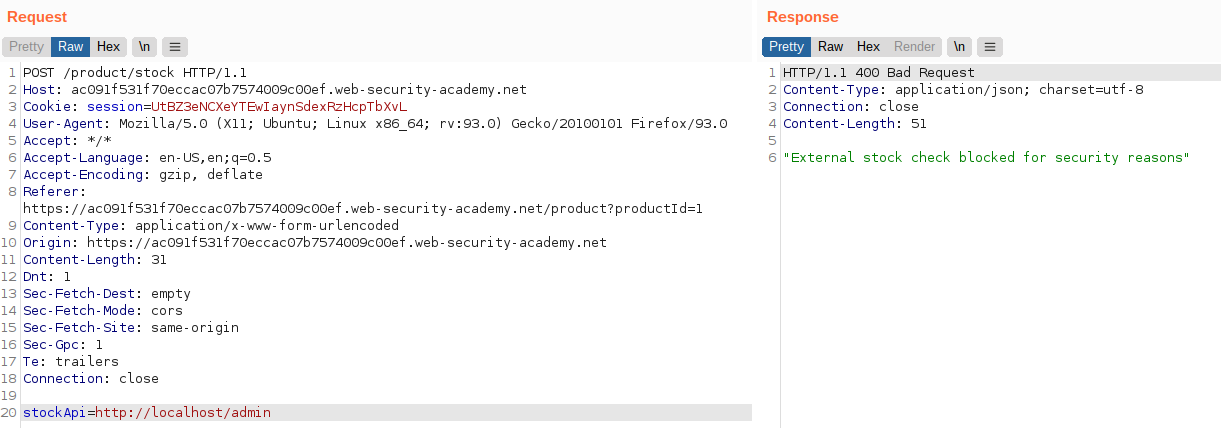 Request
Pretty Raw Hex \n ≡
1 POST /product/stock HTTP/1.1
2 Host: ac091f531f70eccac07b7574009c00ef.web-security-academy.net
3 Cookie: session=UtBZ3eNCXeYTEwIaynSdexRzHcpTbXvL
4 User-Agent: Mozilla/5.0 (X11; Ubuntu; Linux x86_64; rv:93.0) Gecko/20100101 Firefox/93.0
5 Accept: */*
6 Accept-Language: en-US,en;q=0.5
7 Accept-Encoding: gzip, deflate
8 Referer:
https://ac091f531f70eccac07b7574009c00ef.web-security-academy.net/product?productId=1
9 Content-Type: application/x-www-form-urlencoded
10 Origin: https://ac091f531f70eccac07b7574009c00ef.web-security-academy.net
11 Content-Length: 31
12 Dnt: 1
13 Sec-Fetch-Dest: empty
14 Sec-Fetch-Mode: cors
15 Sec-Fetch-Site: same-origin
16 Sec-Gpc: 1
17 Te: trailers
18 Connection: close
19
20 stockApi=http://localhost/admin
Response
Pretty Raw Hex Render \n ≡
1 HTTP/1.1 400 Bad Request
2 Content-Type: application/json; charset=utf-8
3 Connection: close
4 Content-Length: 51
5
6 "External stock check blocked for security reasons"